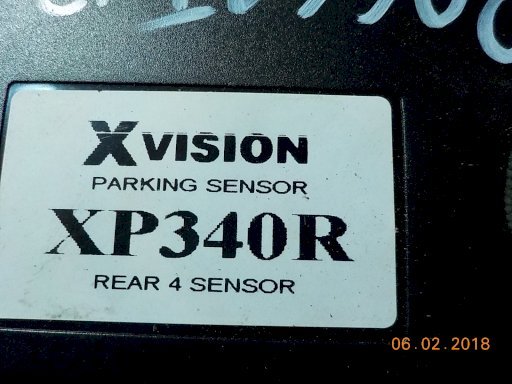 XVISION
PARKING SENSOR
XP340R
REAR 4 SENSOR
06.02.2018